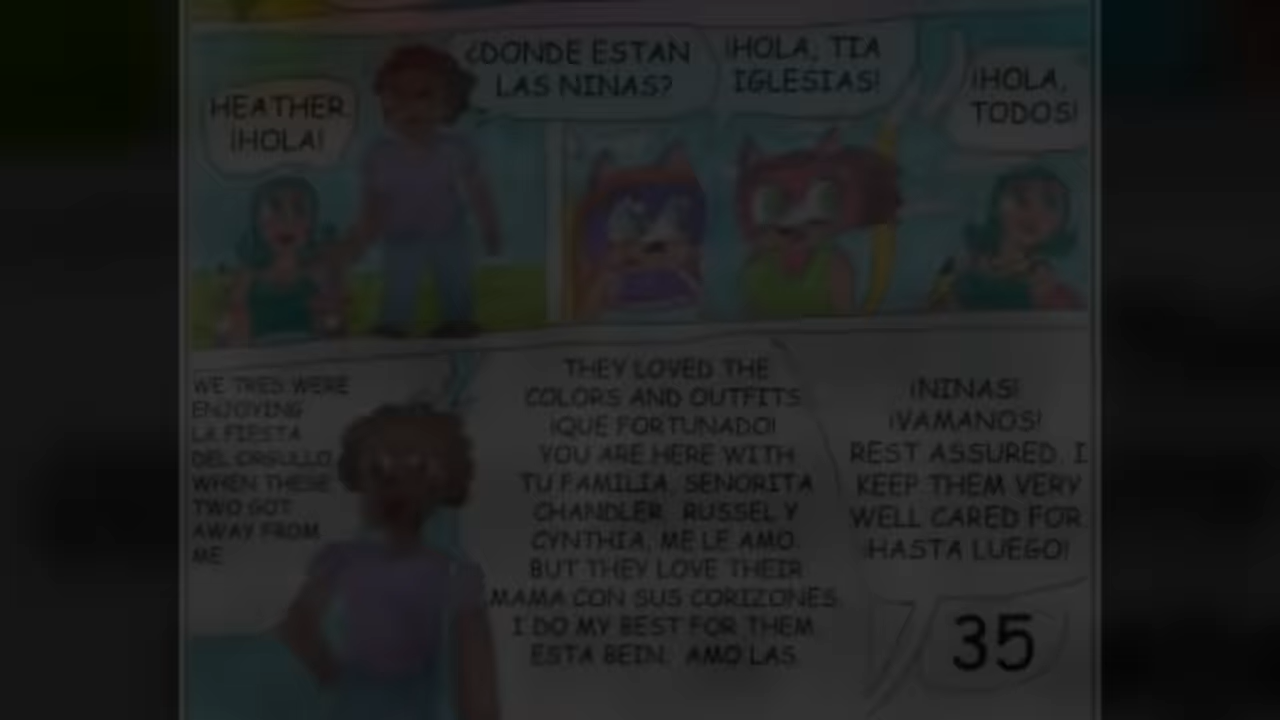 HEATHER.
¡HOLA!
¿DONDE ESTAN
LAS NINAS?
¡HOLA, TIA
IGLESIAS!
¡HOLA,
TODOS!
WE TRES WERE
ENJOYING
LA FIESTA
DEL ORGULLO
WHEN THESE
TWO GOT
AWAY FROM
ME.
THEY LOVED THE
COLORS AND OUTFITS.
¡QUE FORTUNADO!
YOU ARE HERE WITH
TU FAMILIA, SENORITA
CHANDLER. RUSSEL Y
CYNTHIA, ME LE AMO.
BUT THEY LOVE THEIR
MAMA CON SUS CORIZONES.
I DO MY BEST FOR THEM.
ESTA BEIN. AMO LAS.
¡NINAS!
¡VAMANOS!
REST ASSURED, I
KEEP THEM VERY
WELL CARED FOR.
¡HASTA LUEGO!
35